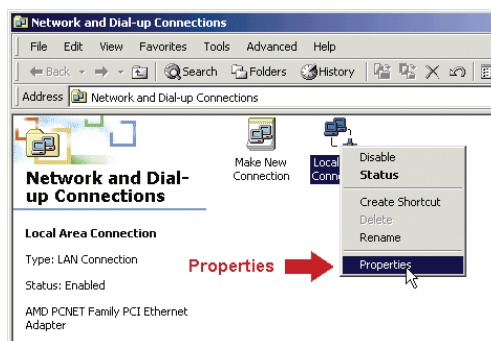 Network and Dial-up Connections
File Edit View Favorites Tools Advanced Help
Back Search Folders History
Address Network and Dial-up Connections
Network and Dial-up Connections
Local Area Connection
Type: LAN Connection
Status: Enabled
AMD PCNET Family PCI Ethernet Adapter
Make New Connection
Local
Conn
Disable
Status
Create Shortcut
Delete
Rename
Properties
Properties